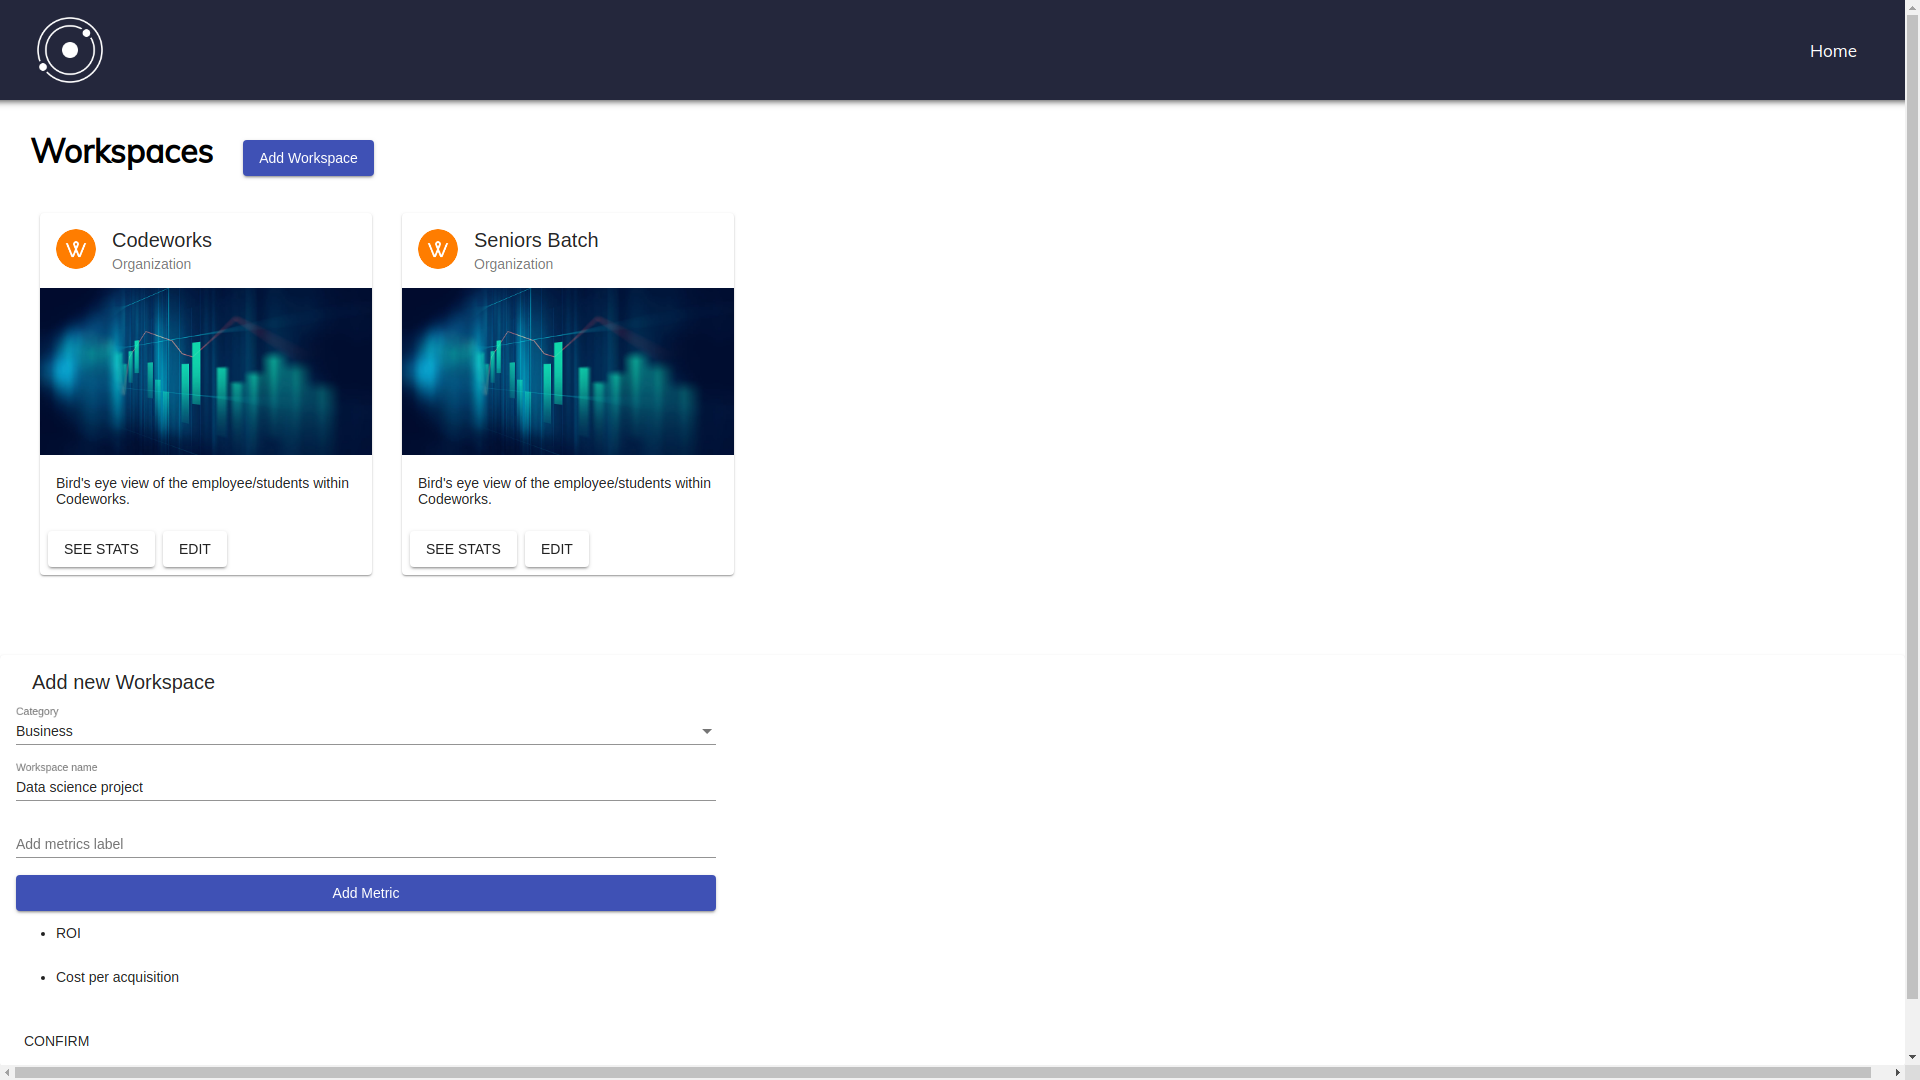 Home
Workspaces
Add Workspace
Codeworks
Organization
Bird's eye view of the employee/students within
Codeworks.
SEE STATS EDIT
Seniors Batch
Organization
Bird's eye view of the employee/students within
Codeworks.
SEE STATS EDIT
Add new Workspace
Category
Business
Workspace name
Data science project
Add metrics label
Add Metric
• ROI
• Cost per acquisition
CONFIRM